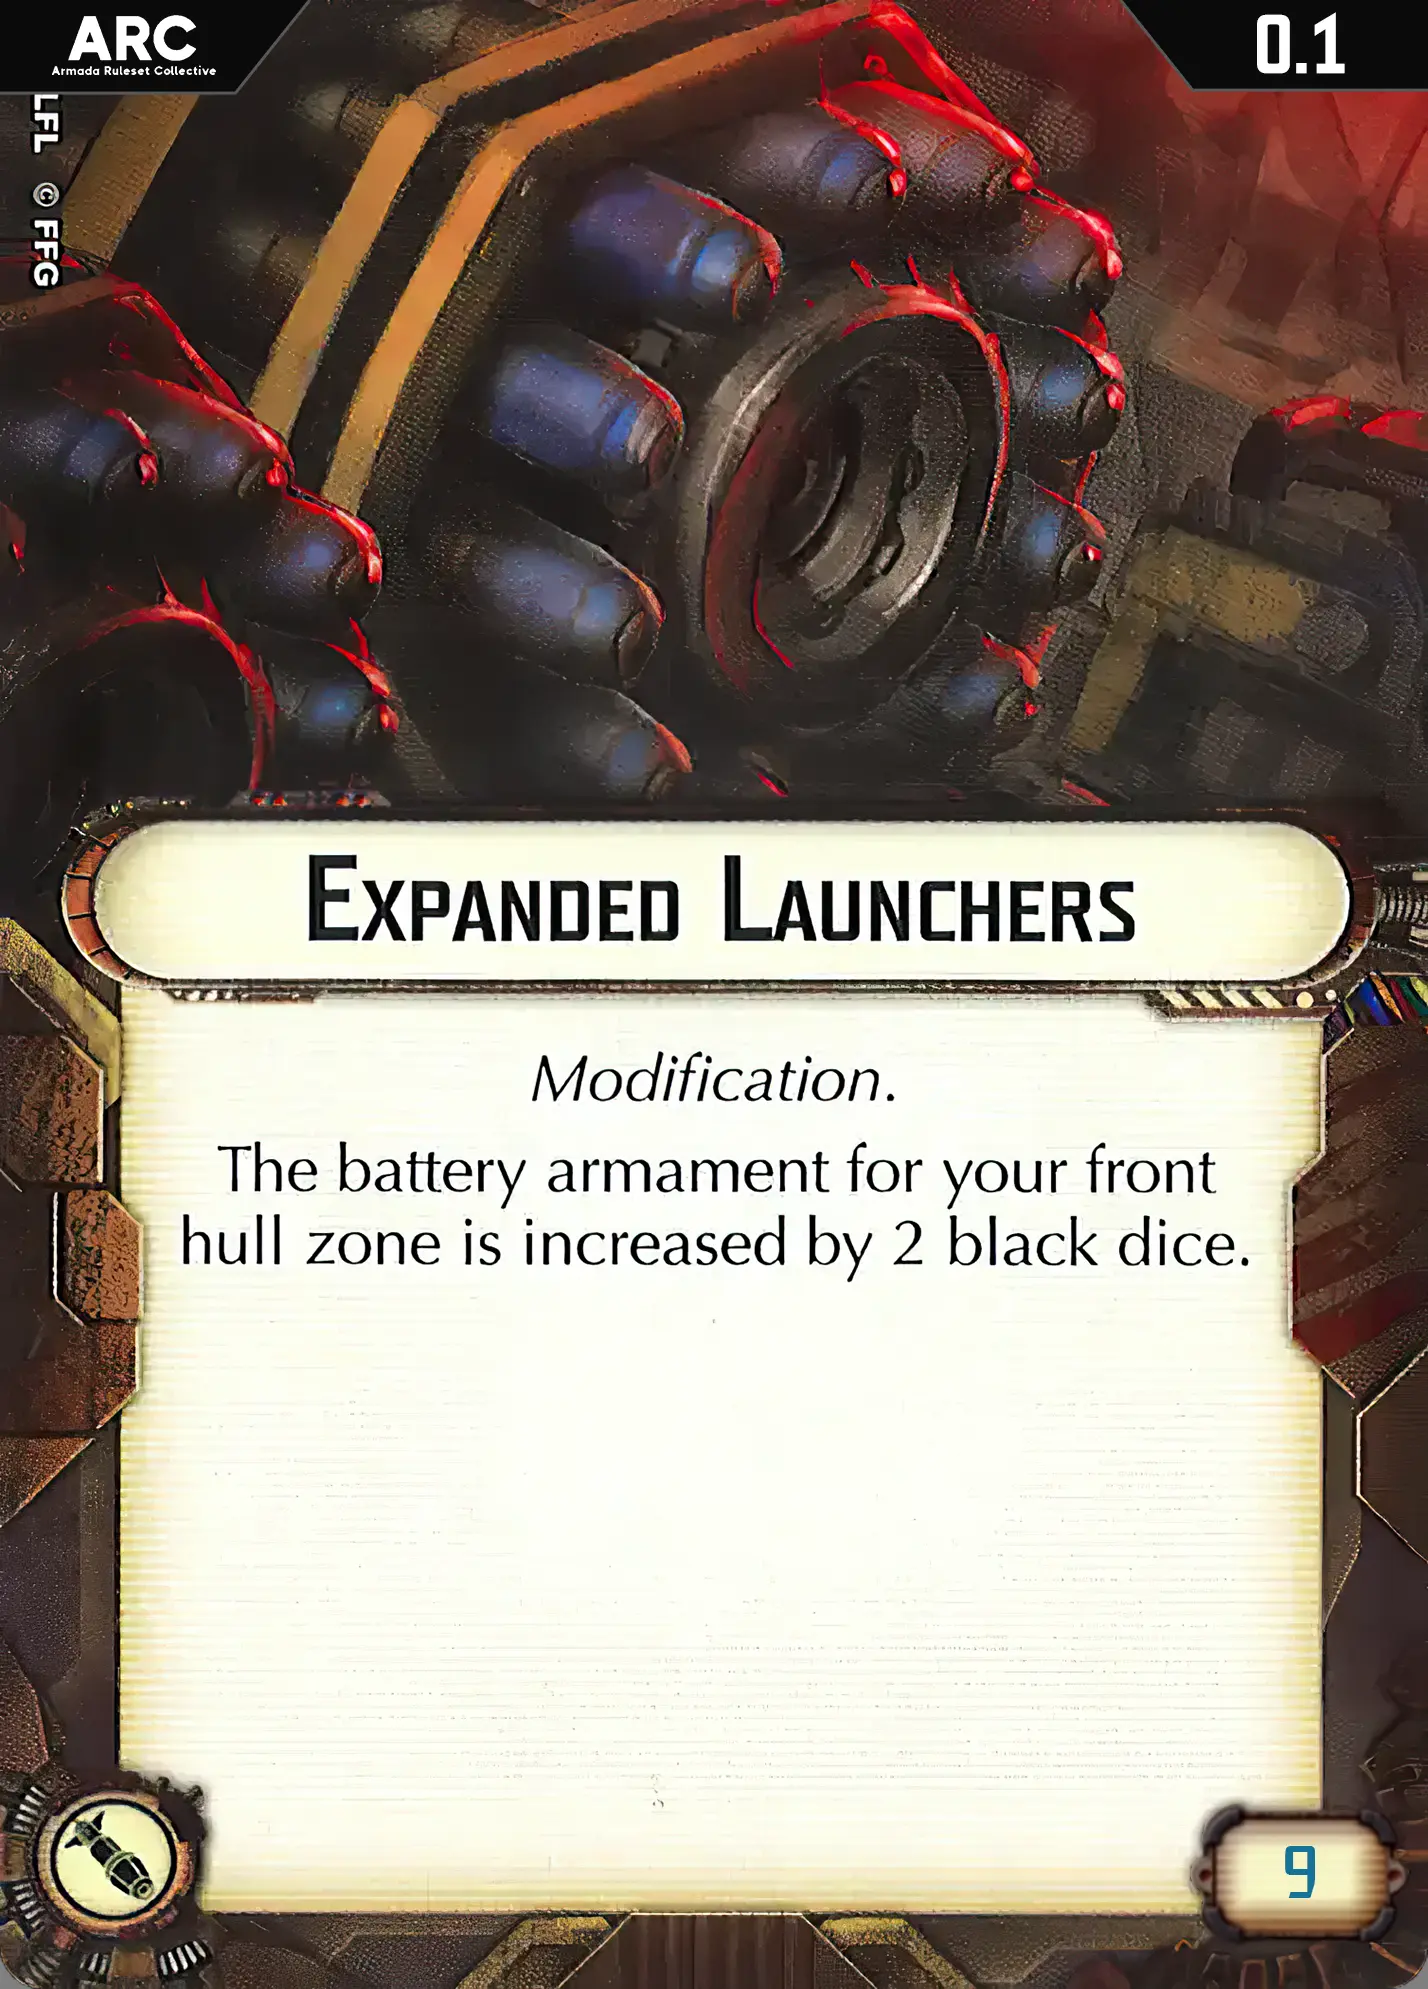 ARC
Armada Ruleset Collective
0.1
LFL © FFG
Expanded Launchers
Modification.
The battery armament for your front
hull zone is increased by 2 black dice.
9